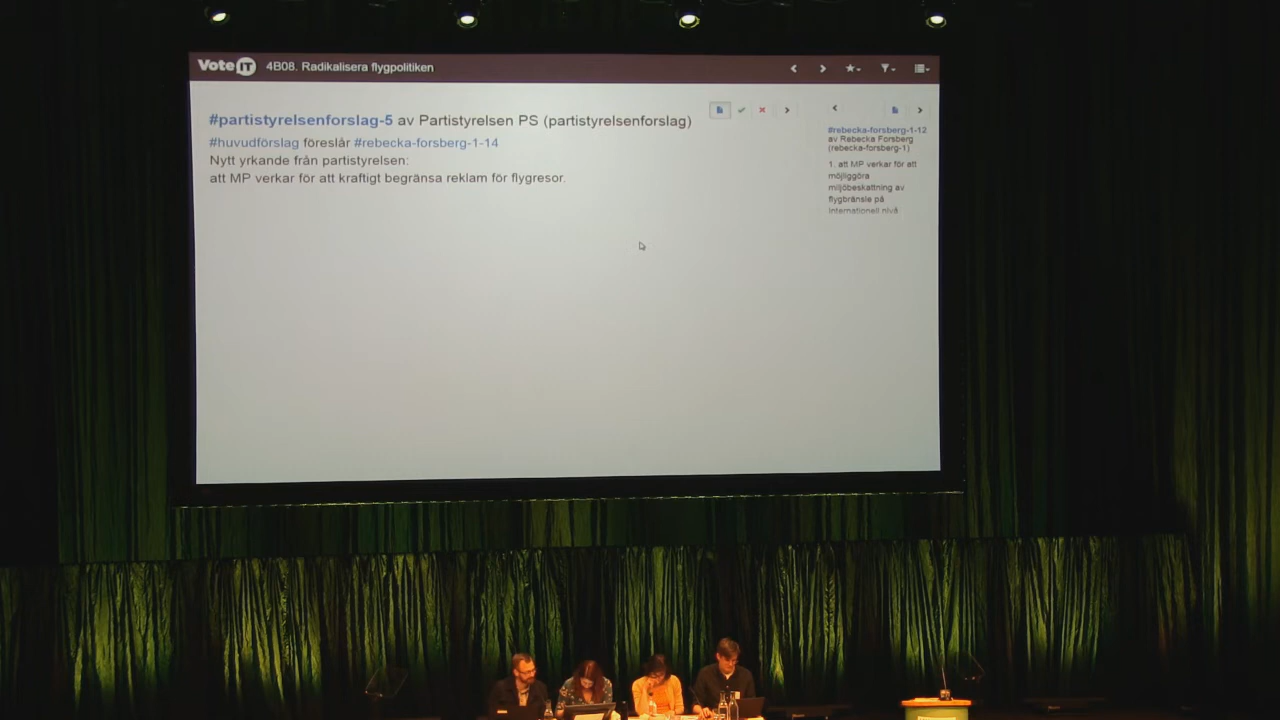 VoteIT 4B08. Radikalisera flygpolitiken
#partistyrelsenforslag-5 av Partistyrelsen PS (partistyrelsenforslag)
#huvudförslag föreslår #rebecka-forsberg-1-14
Nytt yrkande från partistyrelsen:
att MP verkar för att kraftigt begränsa reklam för flygresor.
#rebecka-forsberg-1-12
av Rebecka Forsberg
(rebecka-forsberg-1)
1. att MP verkar för att
möjliggöra
miljöbeskattning av
flygbränsle på
internationell nivå